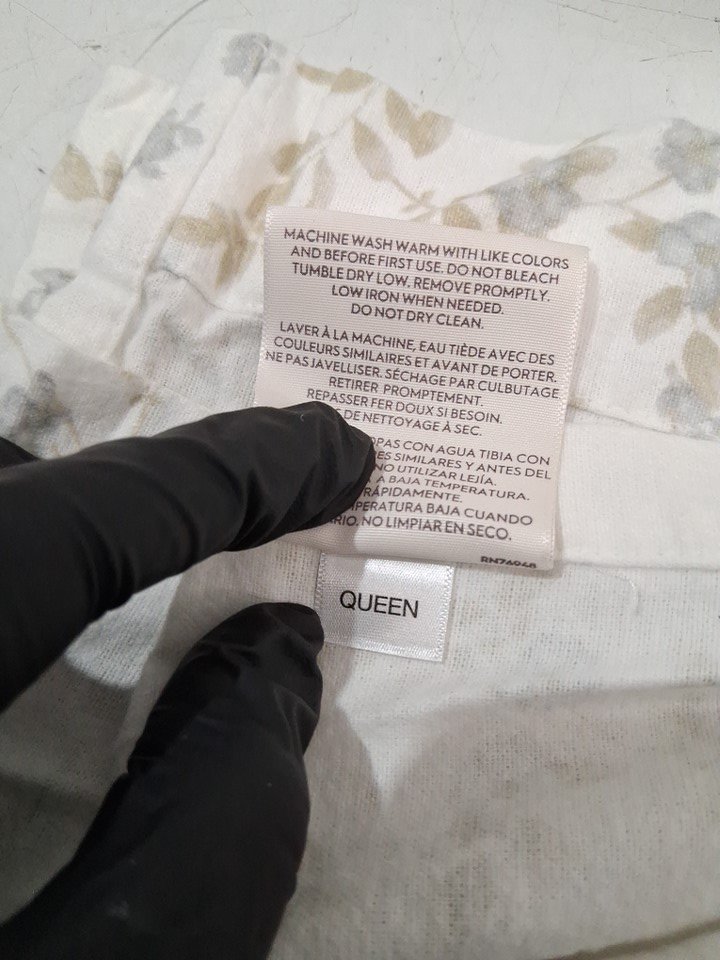 MACHINE WASH WARM WITH LIKE COLORS
AND BEFORE FIRST USE. DO NOT BLEACH
TUMBLE DRY LOW. REMOVE PROMPTLY.
LOW IRON WHEN NEEDED.
DO NOT DRY CLEAN.
LAVER À LA MACHINE, EAU TIÈDE AVEC DES
COULEURS SIMILAIRES ET AVANT DE PORTER.
NE PAS JAVELLISER. SÉCHAGE PAR CULBUTAGE.
RETIRER PROMPTEMENT.
REPASSER FER DOUX SI BESOIN.
DE NETTOYAGE À SEC.
CON AGUA TIBIA CON
SIMILARES Y ANTES DEL
NO UTILIZAR LEJÍA.
A BAJA TEMPERATURA.
RÁPIDAMENTE.
BAJA CUANDO
NO LIMPIAR EN SECO.
QUEEN